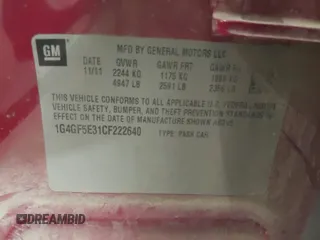 GM
MFD BY GENERAL MOTORS LLC
DATE GVWR GAWR FRT GAWR RR
11/11 2244 KG 1175 KG
4947 LB 2591 LB
THIS VEHICLE CONFORMS TO ALL APPLICABLE U.S. FEDERAL
VEHICLE SAFETY, BUMPER, AND THEFT PREVENTION STANDARDS IN
EFFECT ON THE DATE OF MANUFACTURE SHOWN ABOVE.
1G4GF5E31CF222640 TYPE: PASS CAR
DREAMBID